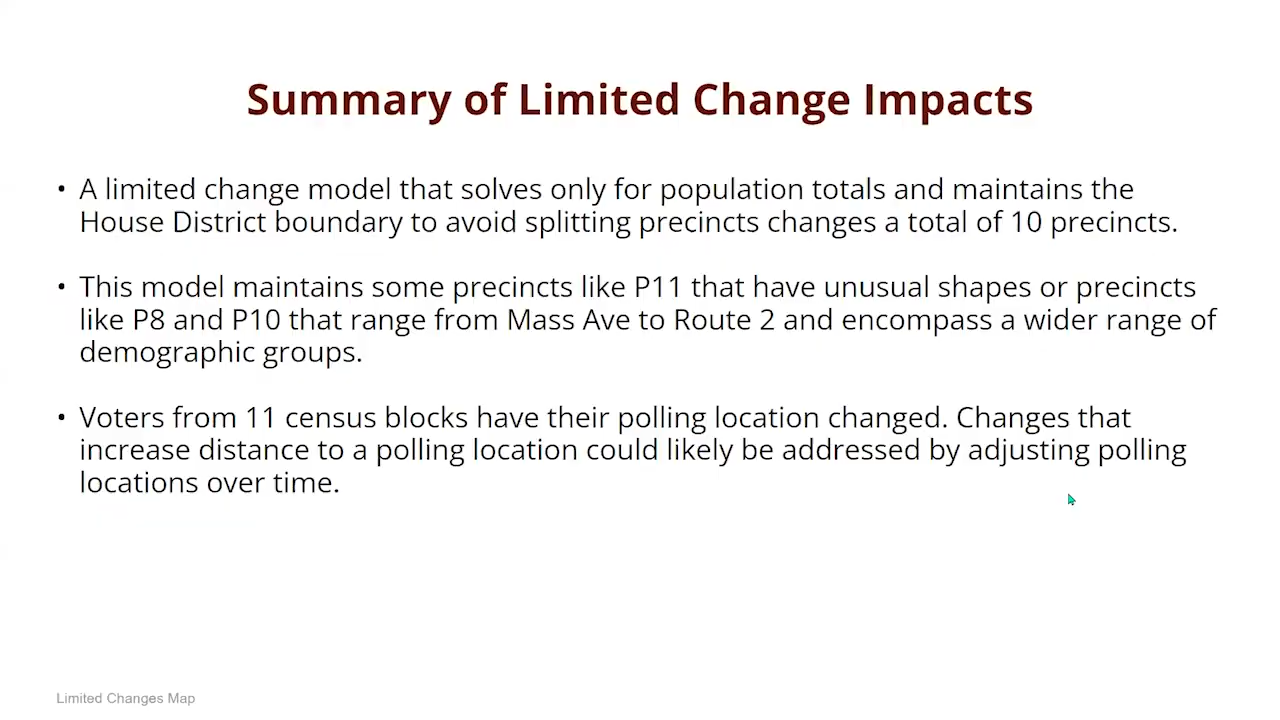 Summary of Limited Change Impacts
• A limited change model that solves only for population totals and maintains the
House District boundary to avoid splitting precincts changes a total of 10 precincts.
• This model maintains some precincts like P11 that have unusual shapes or precincts
like P8 and P10 that range from Mass Ave to Route 2 and encompass a wider range of
demographic groups.
• Voters from 11 census blocks have their polling location changed. Changes that
increase distance to a polling location could likely be addressed by adjusting polling
locations over time.
Limited Changes Map